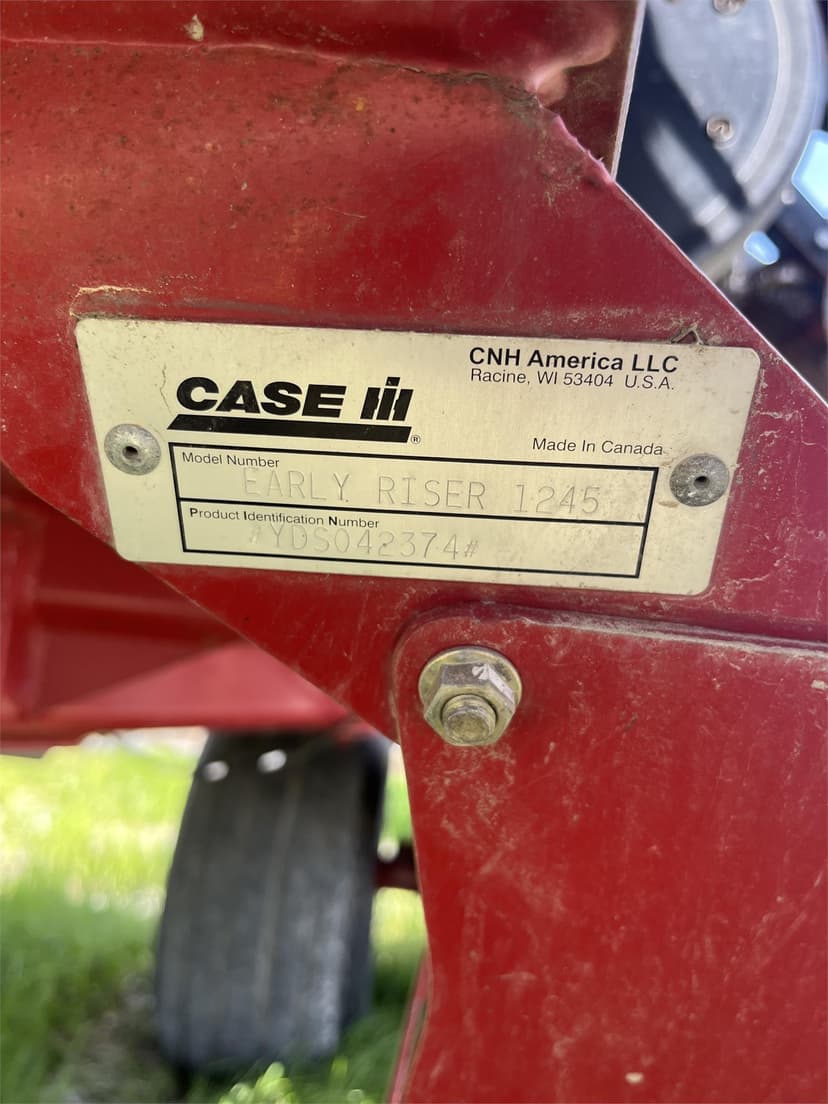 CNH America LLC
Racine, WI 53404 U.S.A.
CASE IH
®
Made In Canada
Model Number
EARLY RISER 1245
Product Identification Number
*YDS042374#